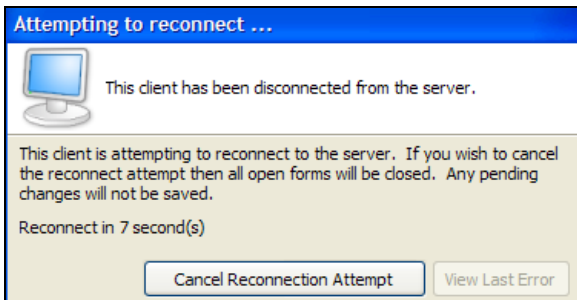 Attempting to reconnect ...
This client has been disconnected from the server.
This client is attempting to reconnect to the server. If you wish to cancel
the reconnect attempt then all open forms will be closed. Any pending
changes will not be saved.
Reconnect in 7 second(s)
Cancel Reconnection Attempt
View Last Error